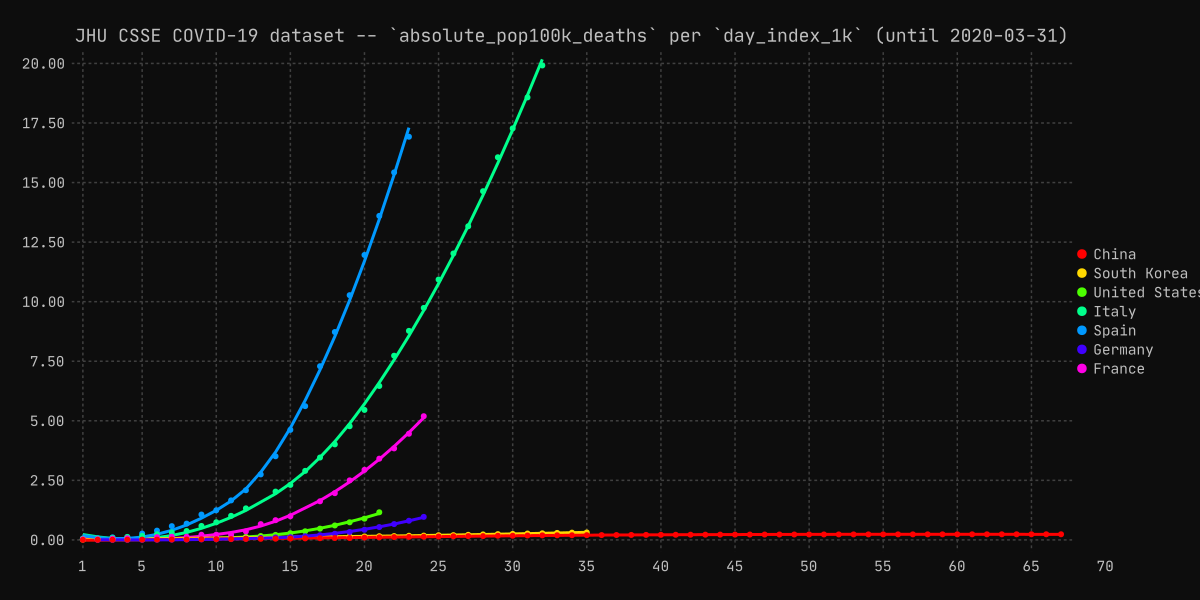 JHU CSSE COVID-19 dataset -- `absolute_pop100k_deaths` per `day_index_1k` (until 2020-03-31)
20.00
17.50
15.00
12.50
10.00
7.50
5.00
2.50
0.00
1 5 10 15 20 25 30 35 40 45 50 55 60 65 70
China
South Korea
United States
Italy
Spain
Germany
France